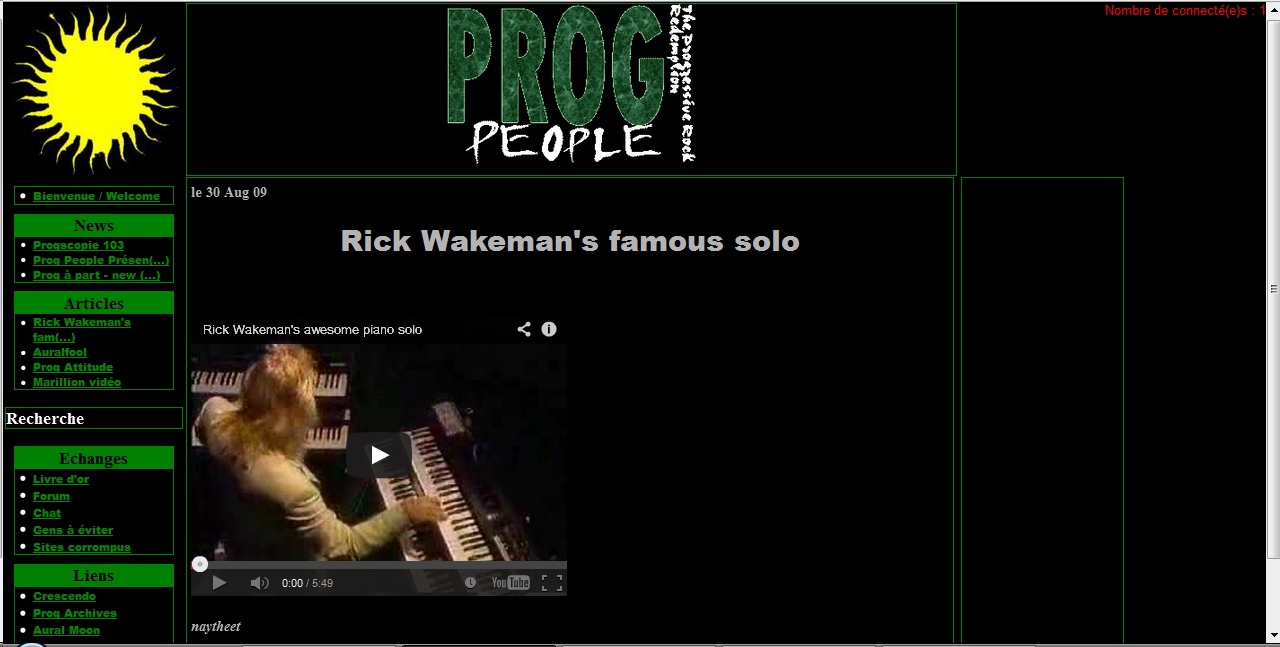 Nombre de connecté(e)s : 1
PROG
PEOPLE
The Progressive Rock
Redemption
Bienvenue / Welcome
News
Progscopie 103
Prog People Présen(...)
Prog à part - new (...)
Articles
Rick Wakeman's
fam(...)
Auralfool
Prog Attitude
Marillion vidéo
Recherche
Echanges
Livre d'or
Forum
Chat
Gens à éviter
Sites corrompus
Liens
Crescendo
Prog Archives
Aural Moon
le 30 Aug 09
Rick Wakeman's famous solo
Rick Wakeman's awesome piano solo
0:00 / 5:49
YouTube
naytheet